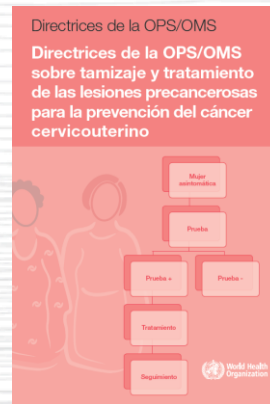 Directrices de la OPS/OMS
Directrices de la OPS/OMS
sobre tamizaje y tratamiento
de las lesiones precancerosas
para la prevención del cáncer
cervicouterino
Mujer
asintomática
Prueba
Prueba +
Prueba -
Tratamiento
Seguimiento
World Health
Organization